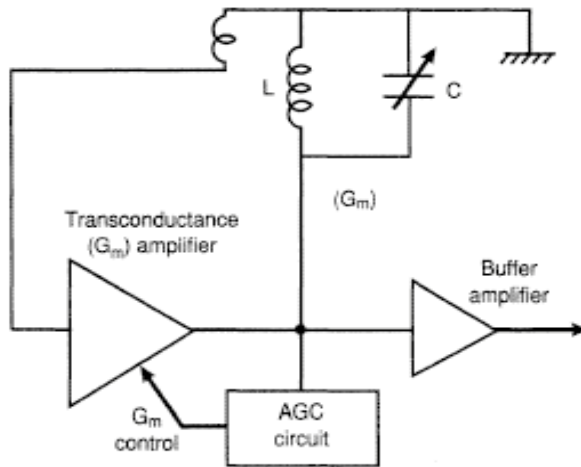 L
C
(Gm)
Transconductance
(Gm) amplifier
Buffer
amplifier
Gm
control
AGC
circuit